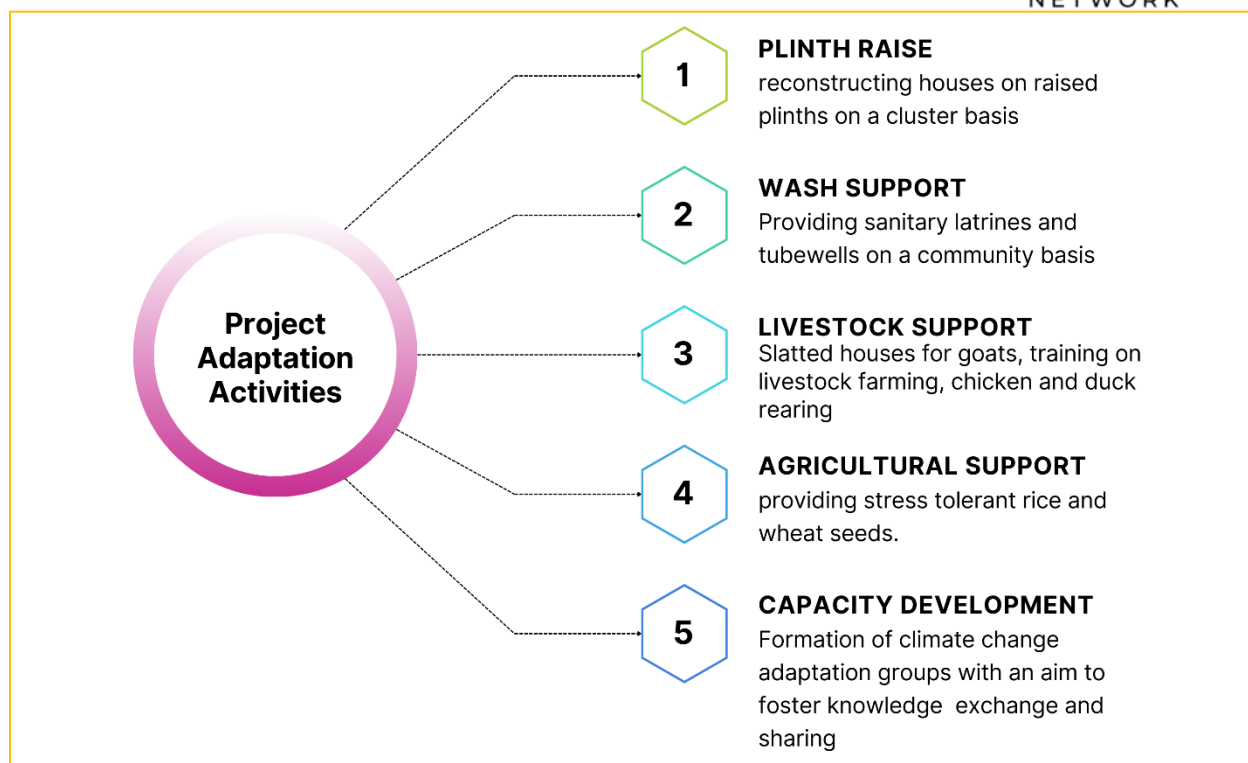 NETWORK
1
PLINTH RAISE
reconstructing houses on raised
plinths on a cluster basis
2
WASH SUPPORT
Providing sanitary latrines and
tubewells on a community basis
Project
Adaptation
Activities
3
LIVESTOCK SUPPORT
Slatted houses for goats, training on
livestock farming, chicken and duck
rearing
4
AGRICULTURAL SUPPORT
providing stress tolerant rice and
wheat seeds.
5
CAPACITY DEVELOPMENT
Formation of climate change
adaptation groups with an aim to
foster knowledge  exchange and
sharing